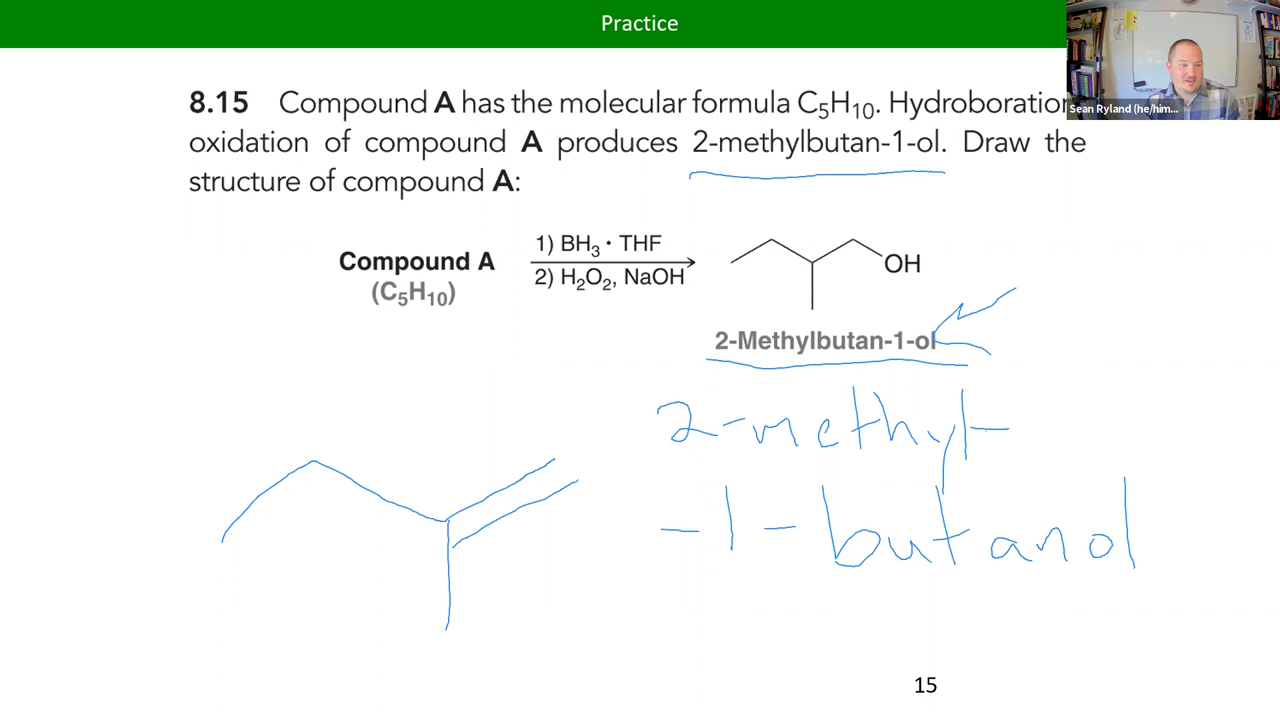 Practice
Sean Ryland (he/him...
8.15 Compound A has the molecular formula C₅H₁₀. Hydroboration
oxidation of compound A produces 2-methylbutan-1-ol. Draw the
structure of compound A:
Compound A
(C₅H₁₀)
1) BH₃ • THF
2) H₂O₂, NaOH
OH
2-Methylbutan-1-ol
2-methyl-
-1-butanol
15